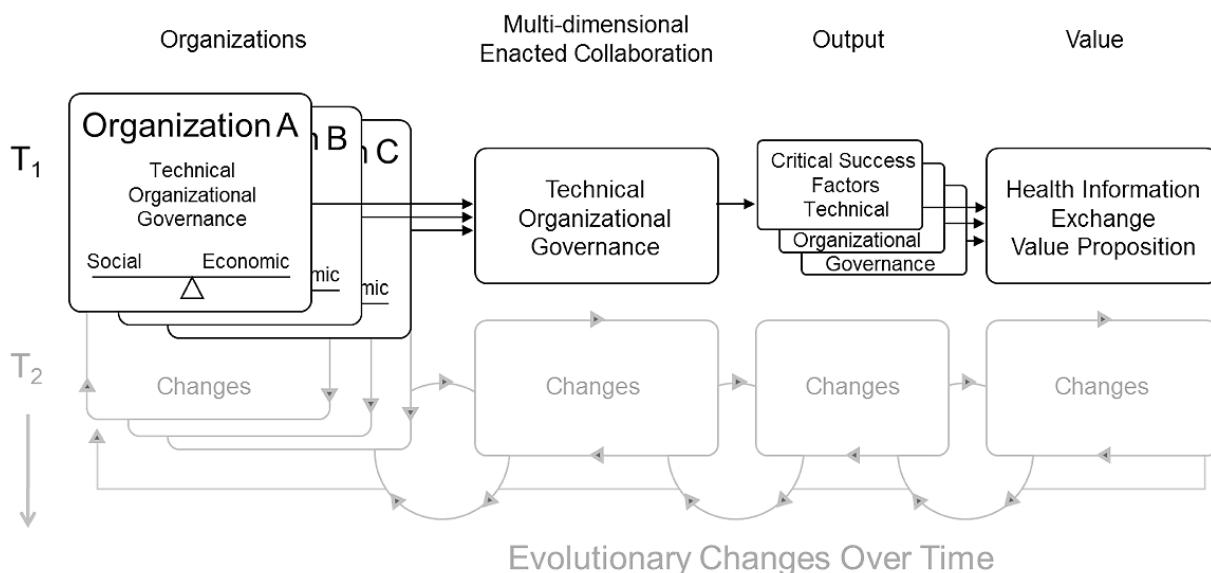 Organizations
Multi-dimensional
Enacted Collaboration
Output
Value
T1
Organization A
Technical
Organizational
Governance
Social Economic
n B
mic
n C
mic
Technical
Organizational
Governance
Critical Success
Factors
Technical
Organizational
Governance
Health Information
Exchange
Value Proposition
T2
Changes
Changes
Changes
Changes
Evolutionary Changes Over Time